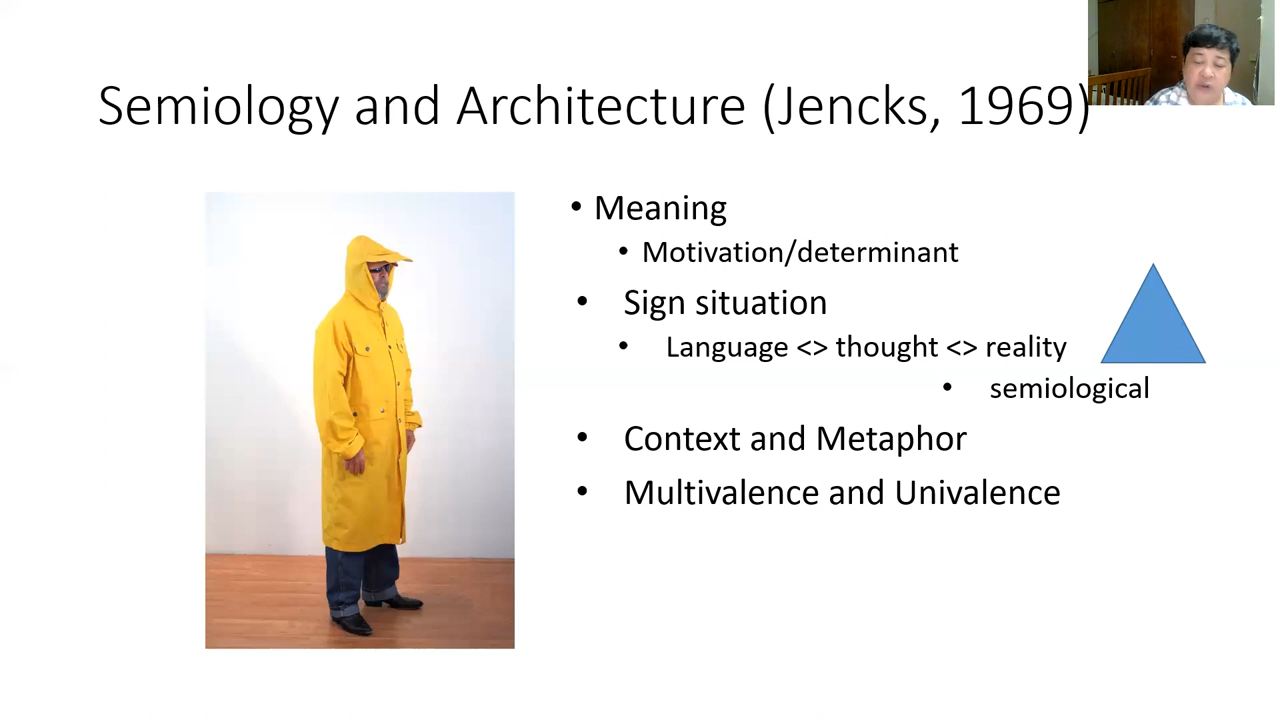 Semiology and Architecture (Jencks, 1969)
• Meaning
• Motivation/determinant
• Sign situation
• Language <> thought <> reality
• semiological
• Context and Metaphor
• Multivalence and Univalence